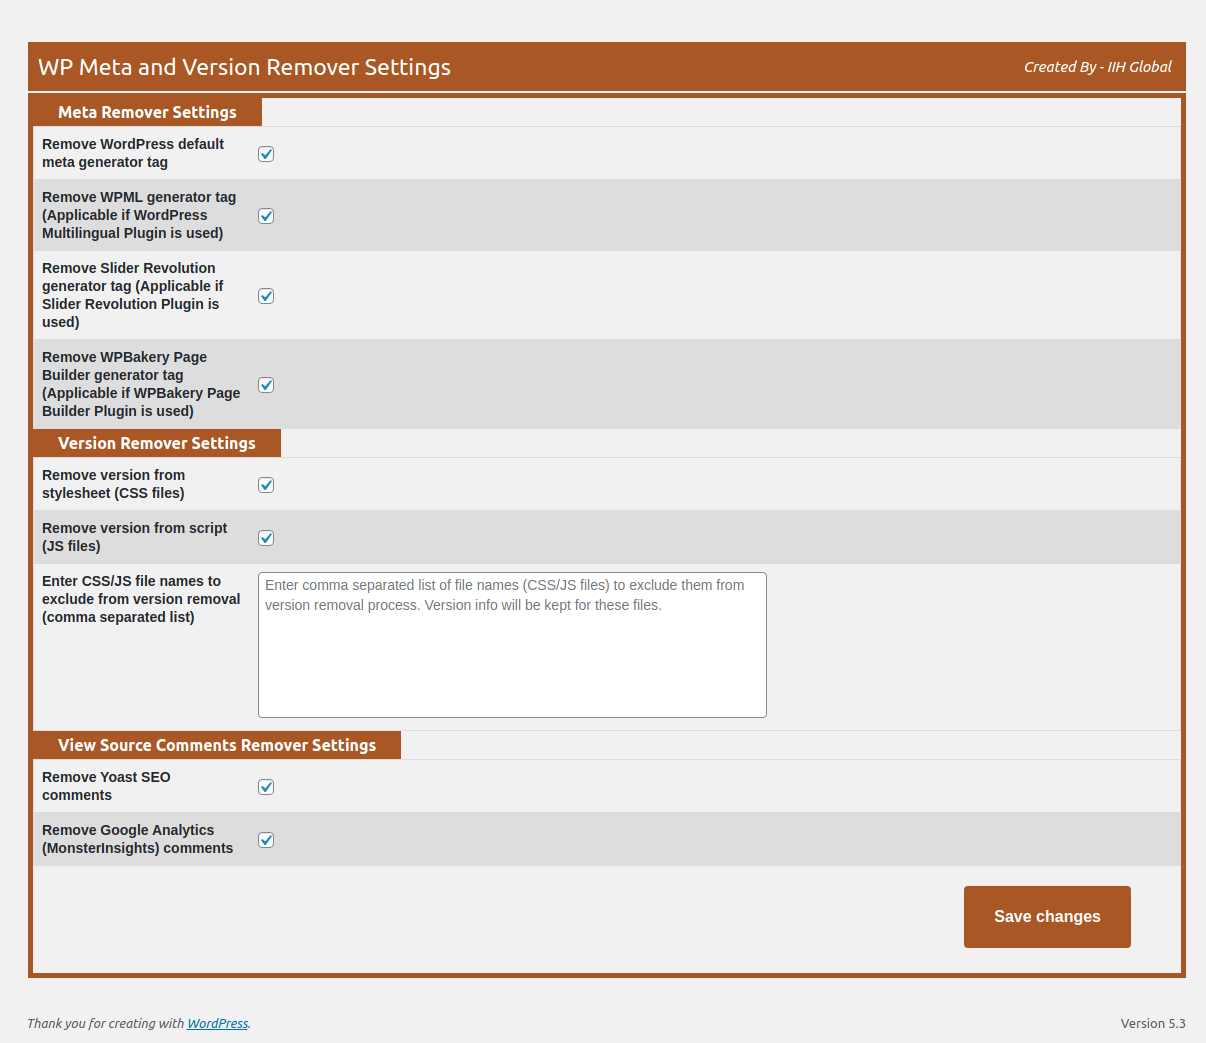 WP Meta and Version Remover Settings
Created By - IIH Global
Meta Remover Settings
Remove WordPress default
meta generator tag
Remove WPML generator tag
(Applicable if WordPress
Multilingual Plugin is used)
Remove Slider Revolution
generator tag (Applicable if
Slider Revolution Plugin is
used)
Remove WPBakery Page
Builder generator tag
(Applicable if WPBakery Page
Builder Plugin is used)
Version Remover Settings
Remove version from
stylesheet (CSS files)
Remove version from script
(JS files)
Enter CSS/JS file names to
exclude from version removal
(comma separated list)
Enter comma separated list of file names (CSS/JS files) to exclude them from
version removal process. Version info will be kept for these files.
View Source Comments Remover Settings
Remove Yoast SEO
comments
Remove Google Analytics
(MonsterInsights) comments
Save changes
Thank you for creating with WordPress.
Version 5.3